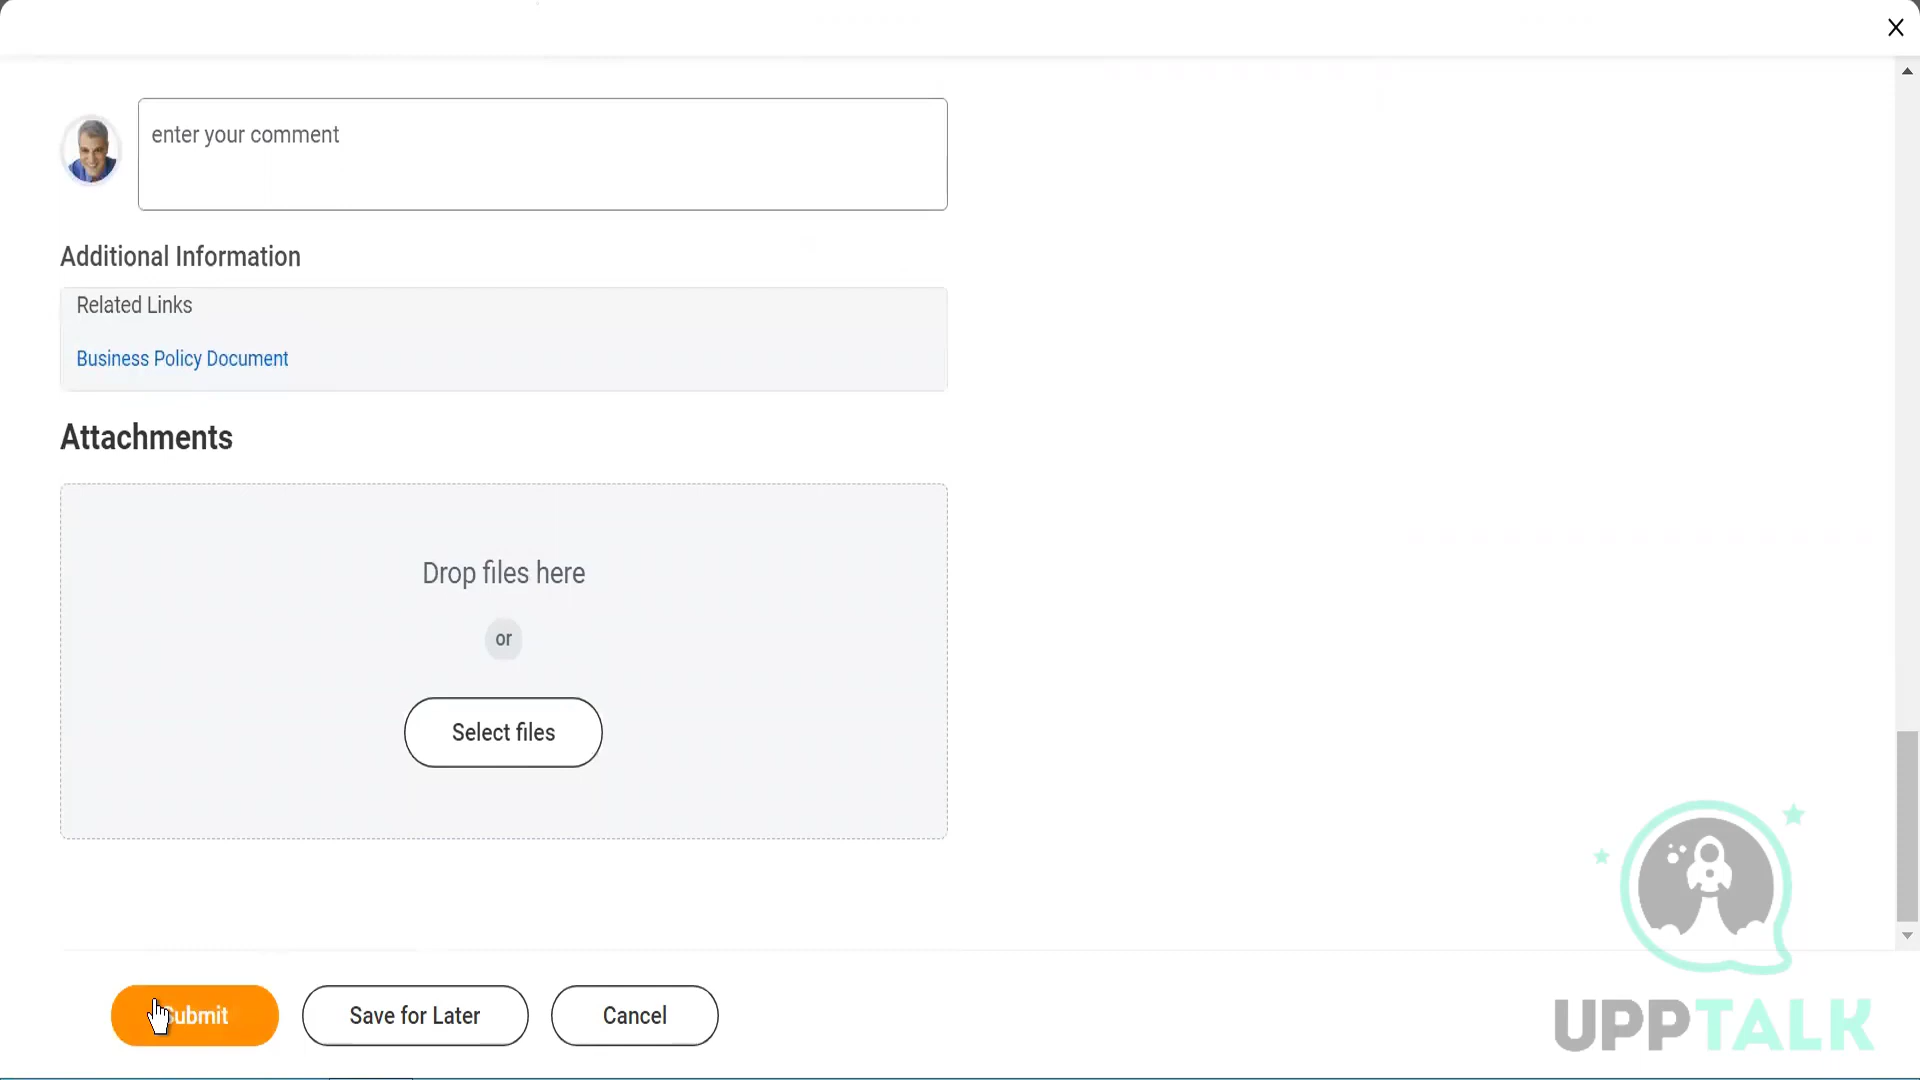 enter your comment
Additional Information
Related Links
Business Policy Document
Attachments
Drop files here
or
Select files
Submit
Save for Later
Cancel
UPPTALK